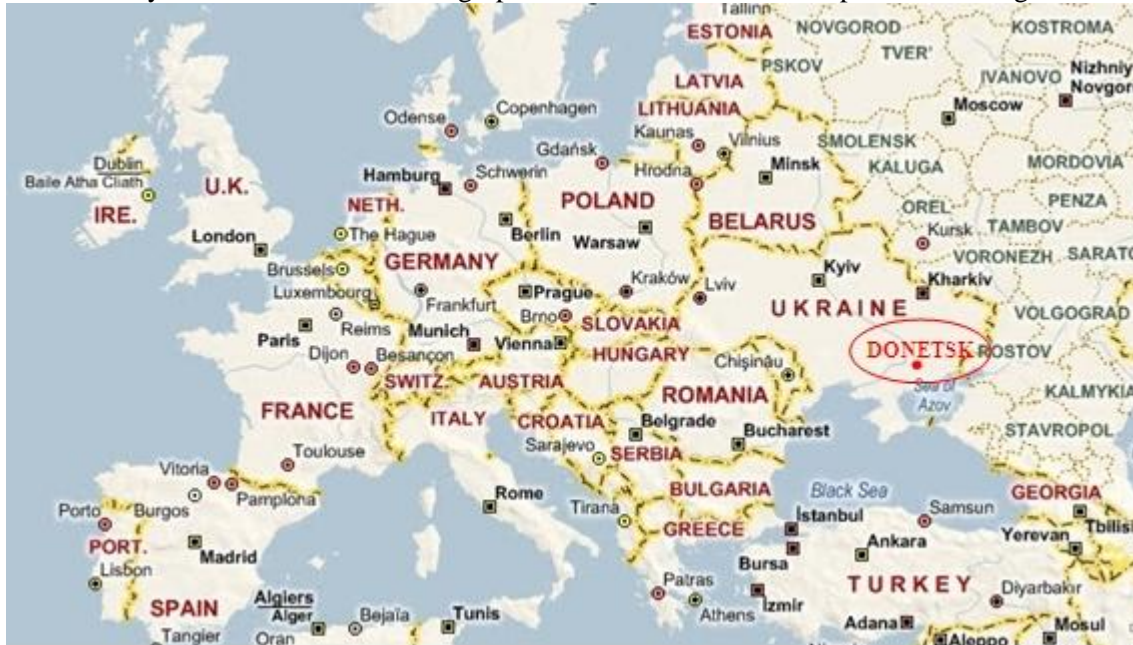 Tallinn
ESTONIA
NOVGOROD
KOSTROMA
TVER'
PSKOV
IVANOVO
Nizhniy
Novgor
LATVIA
Moscow
LITHUANIA
Copenhagen
Odense
Kaunas
Vilnius
SMOLENSK
KALUGA
MORDOVIA
Gdańsk
Minsk
Dublin
Baile Atha Cliath
U.K.
Hamburg
Schwerin
Hrodna
PENZA
IRE.
NETH.
POLAND
BELARUS
OREL
TAMBOV
London
The Hague
Berlin
Warsaw
Kursk
VORONEZH
SARATO
Brussels
GERMANY
Kyiv
Kharkiv
Luxembourg
Frankfurt
Prague
Kraków
Lviv
UKRAINE
VOLGOGRAD
Paris
Reims
Munich
Brno
SLOVAKIA
Vienna
DONETSK
ROSTOV
Dijon
Besançon
HUNGARY
Chişinău
SWITZ.
AUSTRIA
ROMANIA
Sea of
Azov
KALMYKIA
FRANCE
ITALY
CROATIA
Belgrade
Bucharest
STAVROPOL
Toulouse
Sarajevo
SERBIA
Vitoria
Pamplona
BULGARIA
Black Sea
GEORGIA
Porto
Burgos
Rome
Tirana
GREECE
İstanbul
Samsun
Tbilisi
PORT.
Madrid
Ankara
Yerevan
Bursa
Lisbon
SPAIN
Patras
Athens
İzmir
TURKEY
Diyarbakır
Algiers
Alger
Bejaïa
Tunis
Adana
Mosul
Tangier
Oran
Aleppo